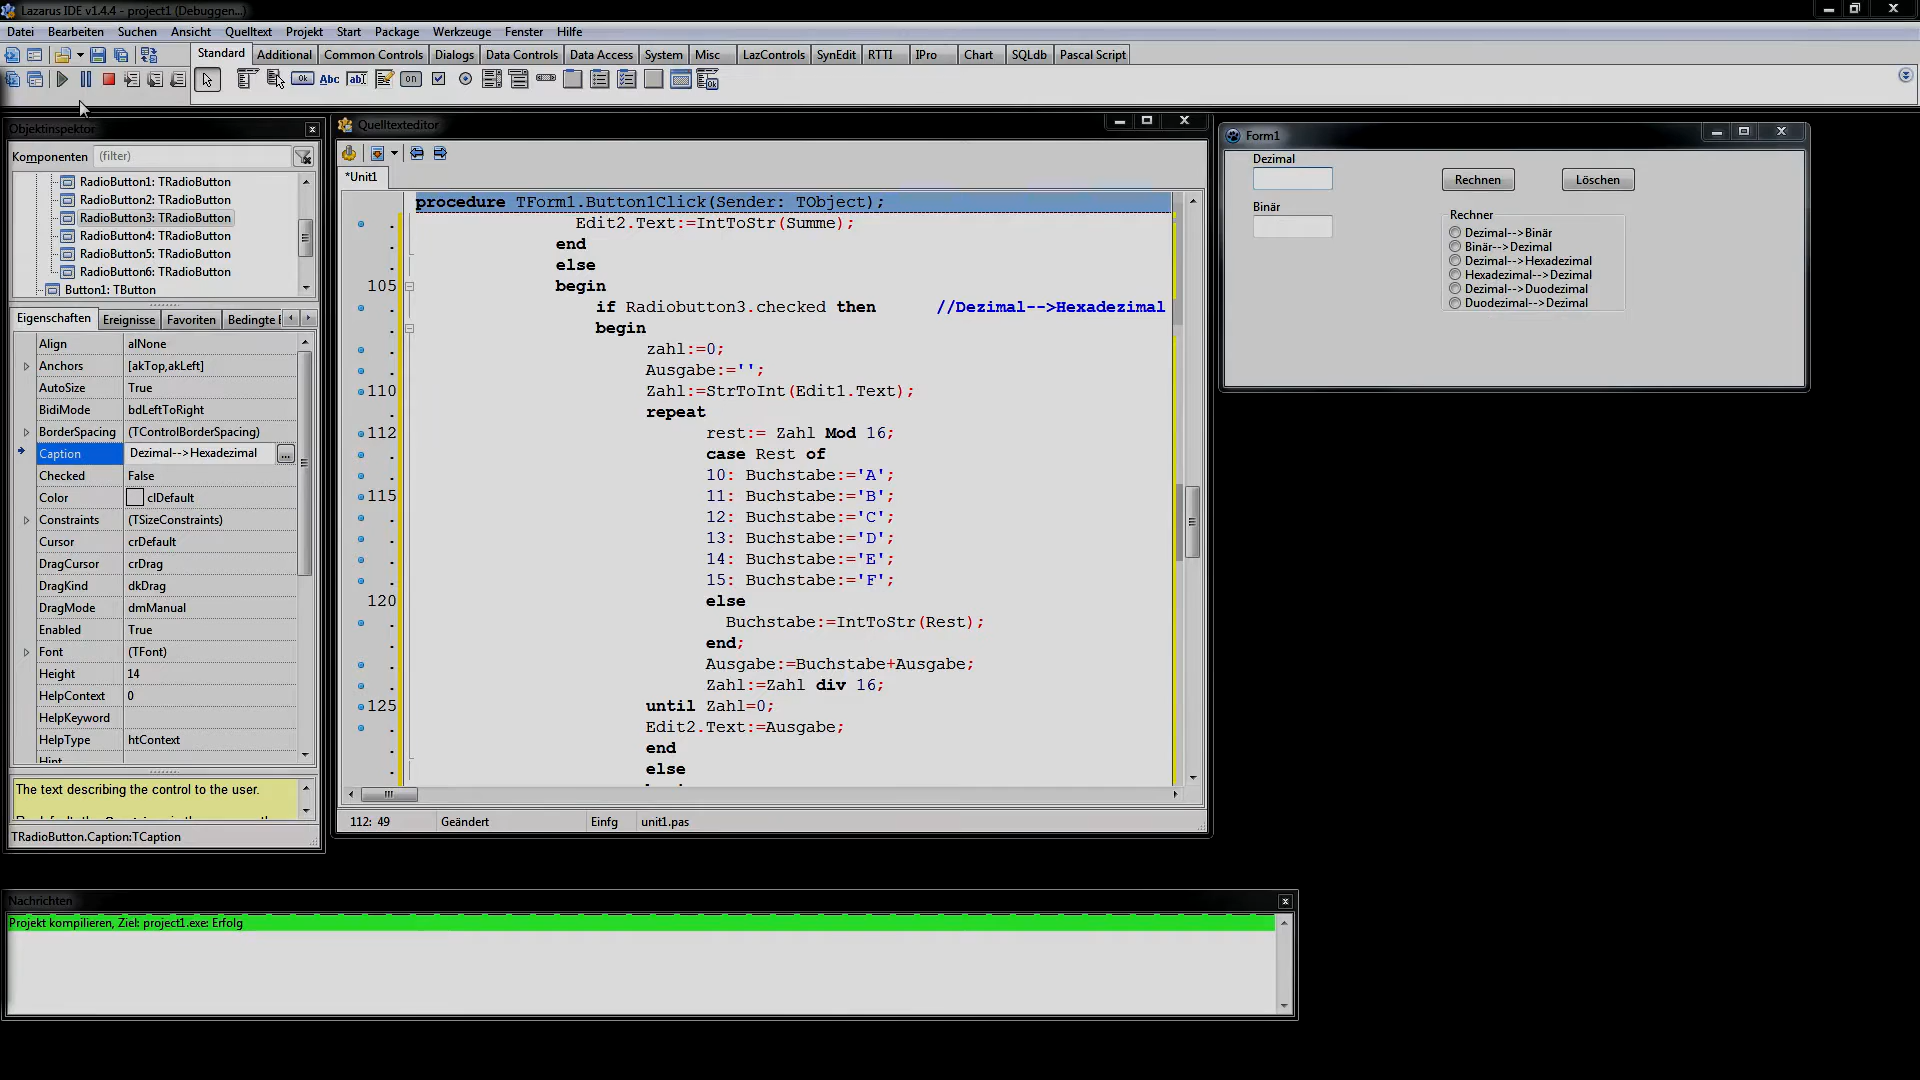 Lazarus IDE v1.4.4 - project1 (Debuggen...)
Datei Bearbeiten Suchen Ansicht Quelltext Projekt Start Package Werkzeuge Fenster Hilfe
Standard Additional Common Controls Dialogs Data Controls Data Access System Misc LazControls SynEdit RTTI IPro Chart SQLdb Pascal Script
Ok Abc ab on Ok
Objektinspektor
Komponenten (filter)
RadioButton1: TRadioButton
RadioButton2: TRadioButton
RadioButton3: TRadioButton
RadioButton4: TRadioButton
RadioButton5: TRadioButton
RadioButton6: TRadioButton
Button1: TButton
Eigenschaften Ereignisse Favoriten Bedingte
Align alNone
Anchors [akTop,akLeft]
AutoSize True
BidiMode bdLeftToRight
BorderSpacing (TControlBorderSpacing)
Caption Dezimal-->Hexadezimal ...
Checked False
Color clDefault
Constraints (TSizeConstraints)
Cursor crDefault
DragCursor crDrag
DragKind dkDrag
DragMode dmManual
Enabled True
Font (TFont)
Height 14
HelpContext 0
HelpKeyword
HelpType htContext
Hint
The text describing the control to the user.
TRadioButton.Caption:TCaption
Quelltexteditor
*Unit1
procedure TForm1.Button1Click(Sender: TObject);
. Edit2.Text:=IntToStr(Summe);
. end
. else
105 begin
. if Radiobutton3.checked then //Dezimal-->Hexadezimal
. begin
. zahl:=0;
. Ausgabe:='';
110 Zahl:=StrToInt(Edit1.Text);
. repeat
112 rest:= Zahl Mod 16;
. case Rest of
. 10: Buchstabe:='A';
115 11: Buchstabe:='B';
. 12: Buchstabe:='C';
. 13: Buchstabe:='D';
. 14: Buchstabe:='E';
. 15: Buchstabe:='F';
120 else
. Buchstabe:=IntToStr(Rest);
. end;
. Ausgabe:=Buchstabe+Ausgabe;
. Zahl:=Zahl div 16;
125 until Zahl=0;
. Edit2.Text:=Ausgabe;
. end
. else
112: 49 Geändert Einfg unit1.pas
Form1
Dezimal
Rechnen Löschen
Binär
Rechner
Dezimal-->Binär
Binär-->Dezimal
Dezimal-->Hexadezimal
Hexadezimal-->Dezimal
Dezimal-->Duodezimal
Duodezimal-->Dezimal
Nachrichten
Projekt kompilieren, Ziel: project1.exe: Erfolg